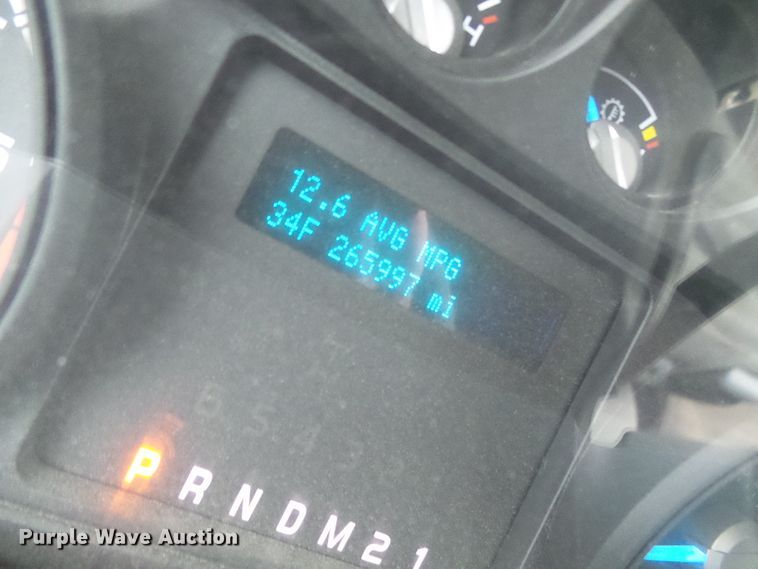 12.6 AVG MPG
34F 265997 mi
P R N D M 2 1
Purple Wave Auction